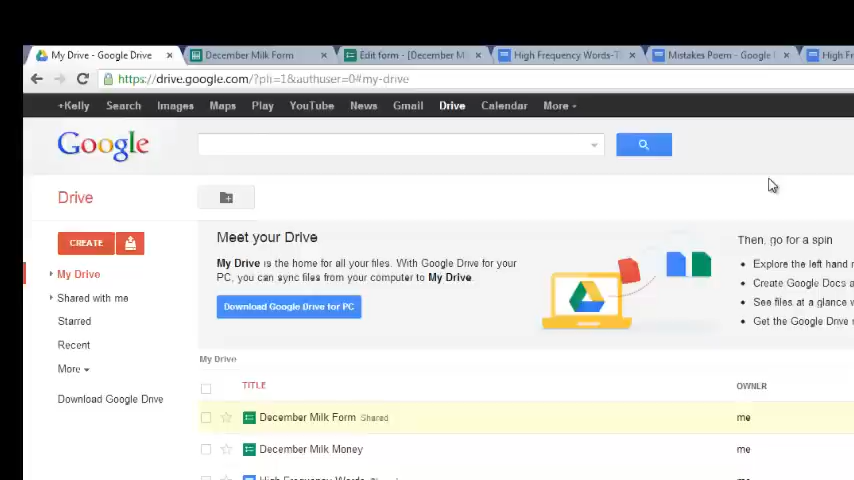 My Drive - Google Drive × December Milk Form × Edit form - [December M × High Frequency Words-T × Mistakes Poem - Google × High Fr
https://drive.google.com/?pli=1&authuser=0#my-drive
+Kelly Search Images Maps Play YouTube News Gmail Drive Calendar More
Google
Drive
CREATE
My Drive
Shared with me
Starred
Recent
More
Download Google Drive
Meet your Drive
My Drive is the home for all your files. With Google Drive for your
PC, you can sync files from your computer to My Drive.
Download Google Drive for PC
Then, go for a spin
Explore the left hand
Create Google Docs a
See files at a glance w
Get the Google Drive
My Drive
TITLE OWNER
December Milk Form Shared me
December Milk Money me
High Frequency Words Shared me